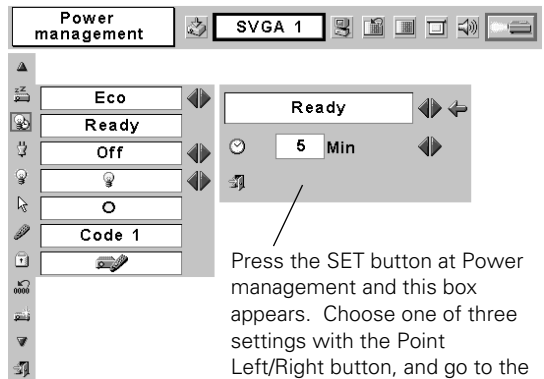 Power
management
SVGA 1
Eco
Ready
Off
Code 1
Ready
5 Min
Press the SET button at Power
management and this box
appears. Choose one of three
settings with the Point
Left/Right button, and go to the